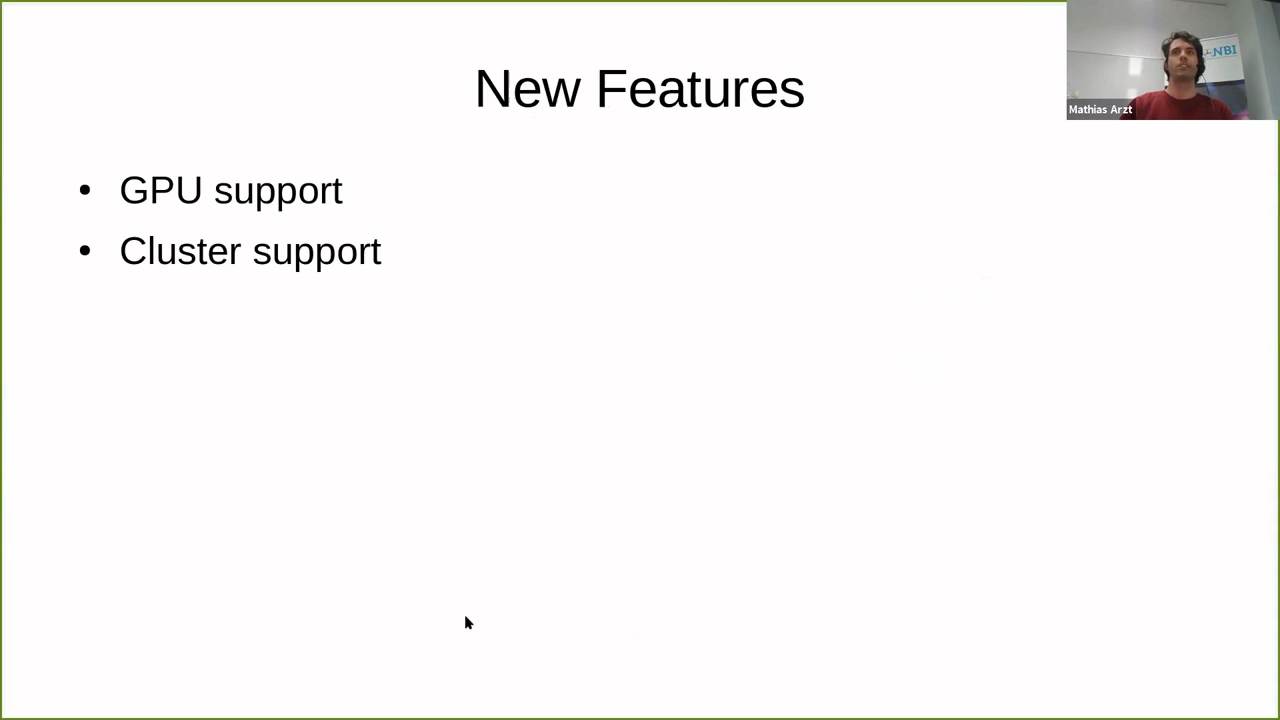 New Features
NBI
Mathias Arzt
• GPU support
• Cluster support